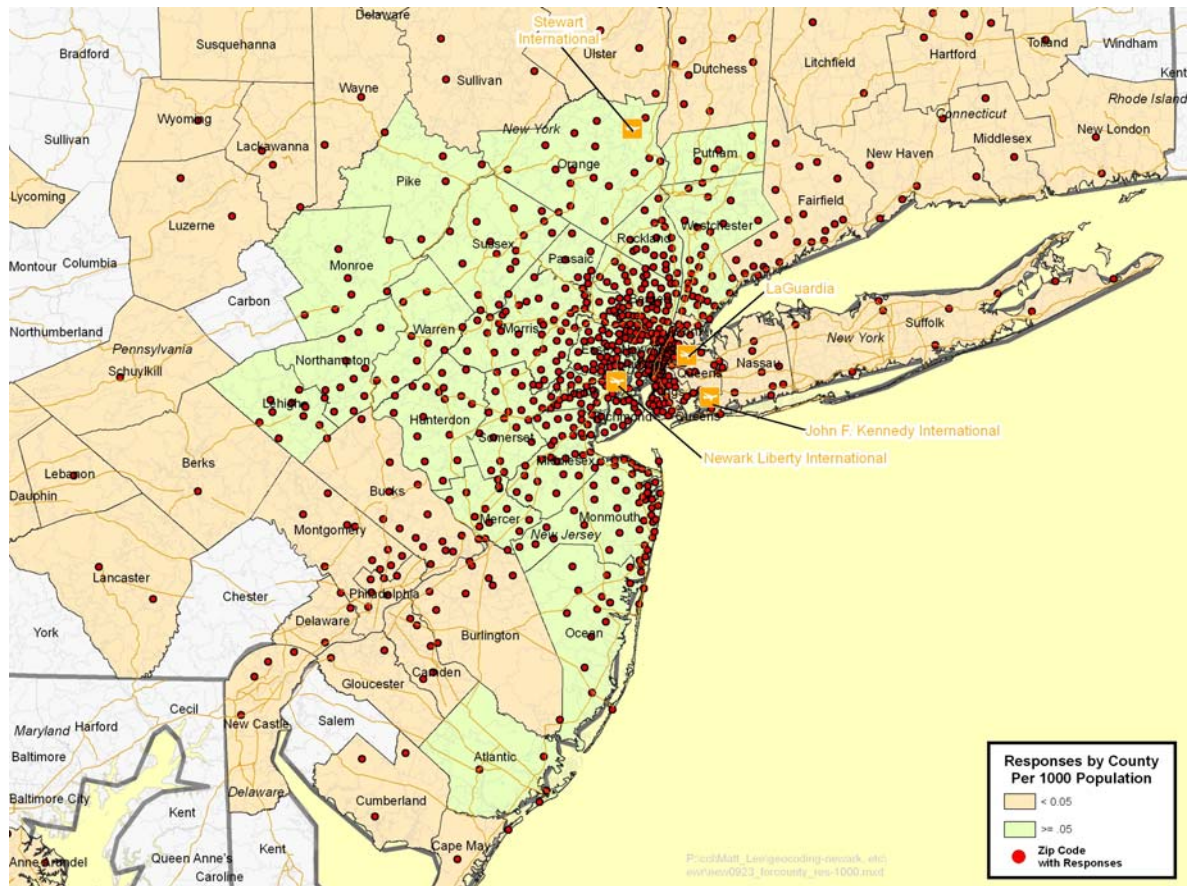 Delaware
Stewart
International
Susquehanna
Ulster
Bradford
Sullivan
Dutchess
Litchfield
Hartford
Tolland
Windham
Kent
Wayne
Wyoming
Rhode Island
New York
Connecticut
Sullivan
Lackawanna
Middlesex
New London
Orange
Putnam
New Haven
Pike
Lycoming
Luzerne
Fairfield
Westchester
Rockland
Sussex
Passaic
Montour
Columbia
Monroe
LaGuardia
Carbon
Northumberland
Warren
Morris
Suffolk
New York
Pennsylvania
Northampton
Nassau
Schuylkill
Queens
Lehigh
Hunterdon
Richmond
Queens
Somerset
John F. Kennedy International
Newark Liberty International
Middlesex
Berks
Lebanon
Dauphin
Bucks
Mercer
Monmouth
Montgomery
New Jersey
Lancaster
Chester
Philadelphia
Delaware
York
Burlington
Ocean
Camden
Gloucester
Cecil
Salem
Maryland
Harford
New Castle
Baltimore
Atlantic
Responses by County
Per 1000 Population
Delaware
Baltimore City
Cumberland
< 0.05
Kent
>= .05
Cape May
Zip Code
with Responses
Anne Arundel
Queen Anne's
Kent
Caroline